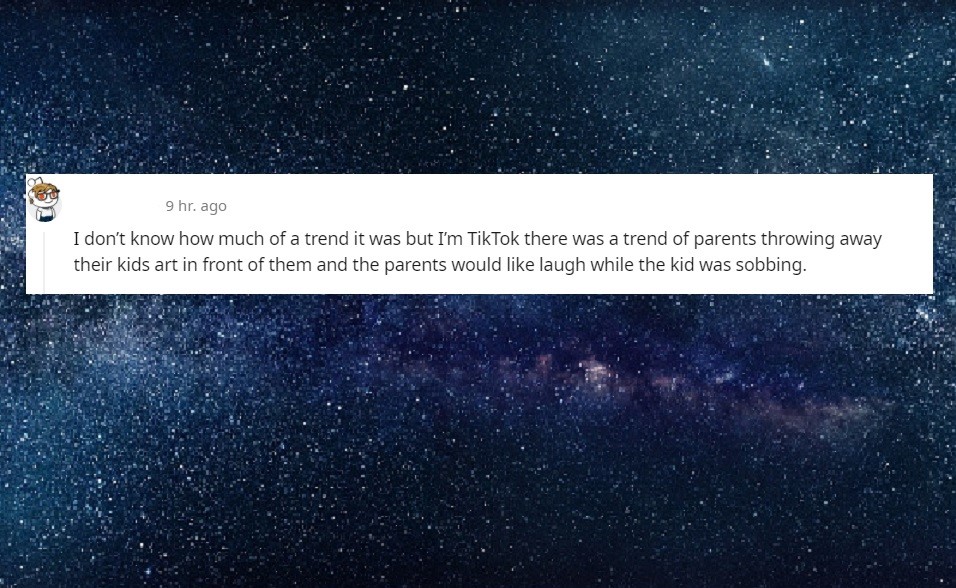 9 hr. ago
I don’t know how much of a trend it was but I’m TikTok there was a trend of parents throwing away
their kids art in front of them and the parents would like laugh while the kid was sobbing.